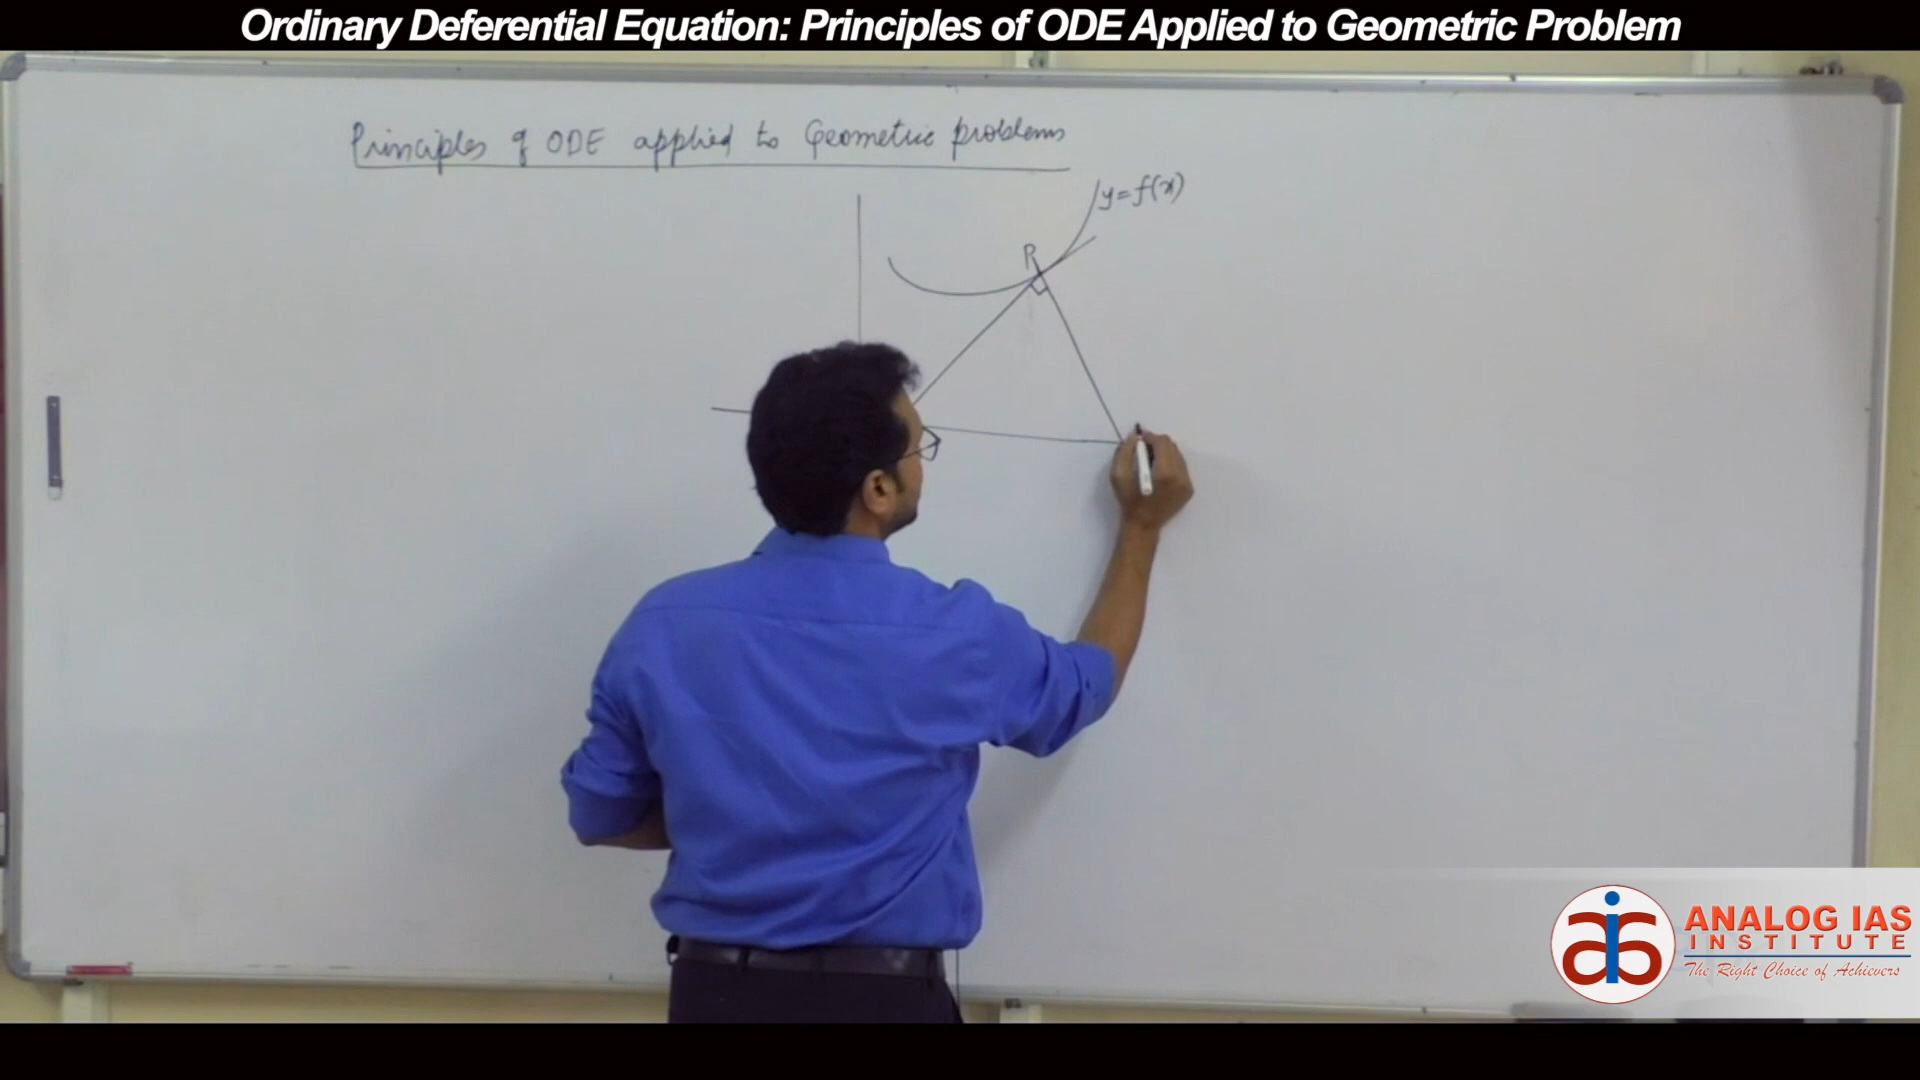 Ordinary Deferential Equation: Principles of ODE Applied to Geometric Problem
Principles of ODE applied to Geometric problems
y=f(x)
P
ANALOG IAS
INSTITUTE
The Right Choice of Achievers